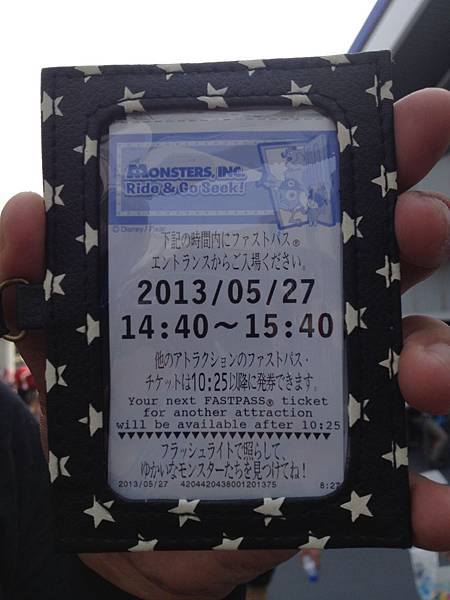 MONSTERS, INC.
Ride & Go Seek!
© Disney/Pixar
下記の時間内にファストパス®
エントランスからご入場ください。
2013/05/27
14:40～15:40
他のアトラクションのファストパス・
チケットは10:25以降に発券できます。
Your next FASTPASS® ticket
for another attraction
will be available after 10:25
フラッシュライトで照らして、
ゆかいなモンスターたちを見つけてね！
2013/05/27 4204420438001201375 8:27